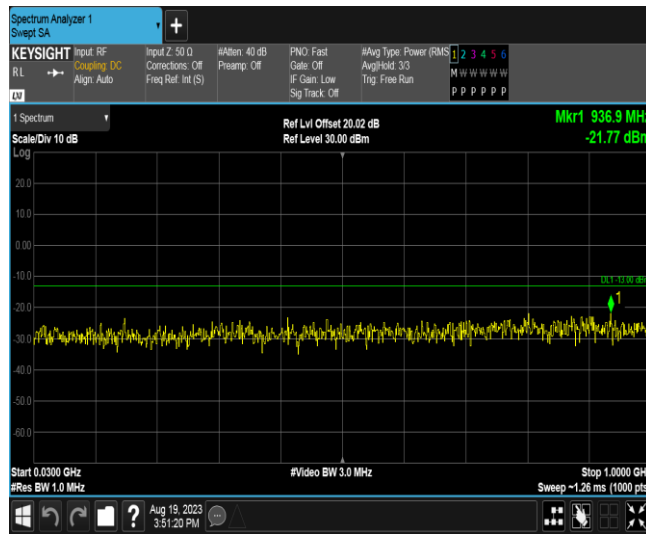 Spectrum Analyzer 1
Swept SA
KEYSIGHT
RL
LXI
Input: RF
Coupling: DC
Align: Auto
Input Z: 50 Ω
Corrections: Off
Freq Ref: Int (S)
#Atten: 40 dB
Preamp: Off
PNO: Fast
Gate: Off
IF Gain: Low
Sig Track: Off
#Avg Type: Power (RMS
Avg|Hold: 3/3
Trig: Free Run
1 2 3 4 5 6
M W W W W W
P P P P P P
1 Spectrum
Scale/Div 10 dB
Log
Ref Lvl Offset 20.02 dB
Ref Level 30.00 dBm
Mkr1 936.9 MHz
-21.77 dBm
20.0
10.0
0.00
-10.0
-20.0
-30.0
-40.0
-50.0
-60.0
DL1 -13.00 dBm
1
Start 0.0300 GHz
#Res BW 1.0 MHz
#Video BW 3.0 MHz
Stop 1.0000 GH
Sweep ~1.26 ms (1000 pts
?
Aug 19, 2023
3:51:20 PM